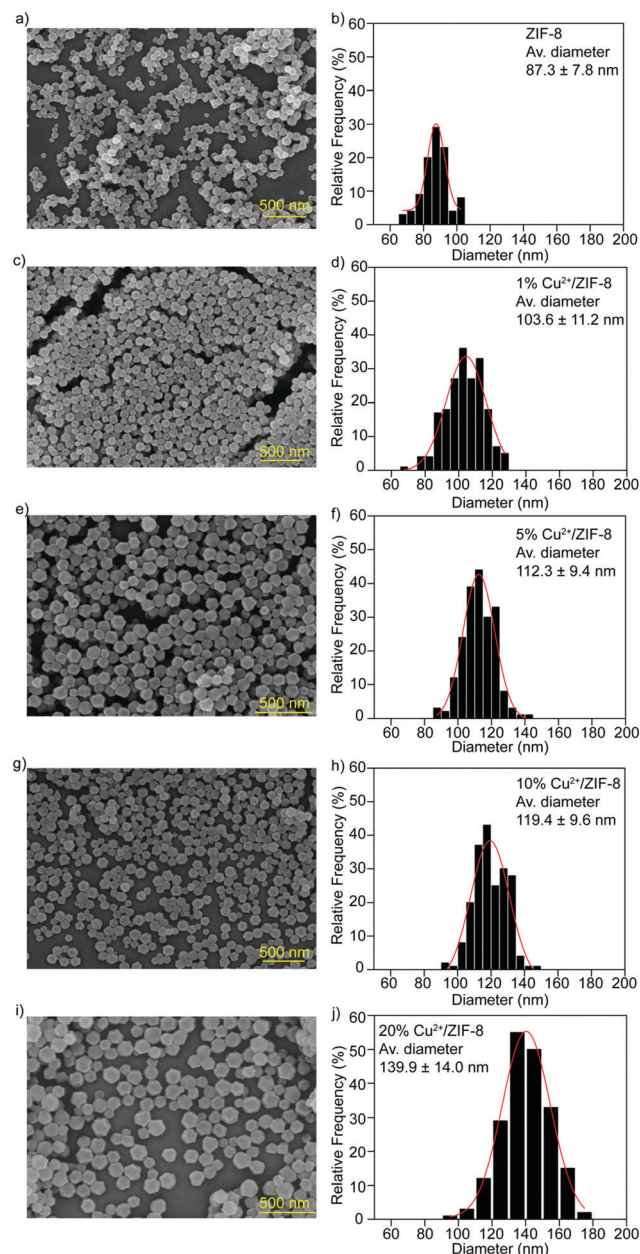 a)
500 nm
b)
ZIF-8
Av. diameter
87.3 ± 7.8 nm
Relative Frequency (%)
60
50
40
30
20
10
0
60 80 100 120 140 160 180 200
Diameter (nm)
c)
500 nm
d)
1% Cu²⁺/ZIF-8
Av. diameter
103.6 ± 11.2 nm
Relative Frequency (%)
60
50
40
30
20
10
0
60 80 100 120 140 160 180 200
Diameter (nm)
e)
500 nm
f)
5% Cu²⁺/ZIF-8
Av. diameter
112.3 ± 9.4 nm
Relative Frequency (%)
60
50
40
30
20
10
0
60 80 100 120 140 160 180 200
Diameter (nm)
g)
500 nm
h)
10% Cu²⁺/ZIF-8
Av. diameter
119.4 ± 9.6 nm
Relative Frequency (%)
60
50
40
30
20
10
0
60 80 100 120 140 160 180 200
Diameter (nm)
i)
500 nm
j)
20% Cu²⁺/ZIF-8
Av. diameter
139.9 ± 14.0 nm
Relative Frequency (%)
60
50
40
30
20
10
0
60 80 100 120 140 160 180 200
Diameter (nm)